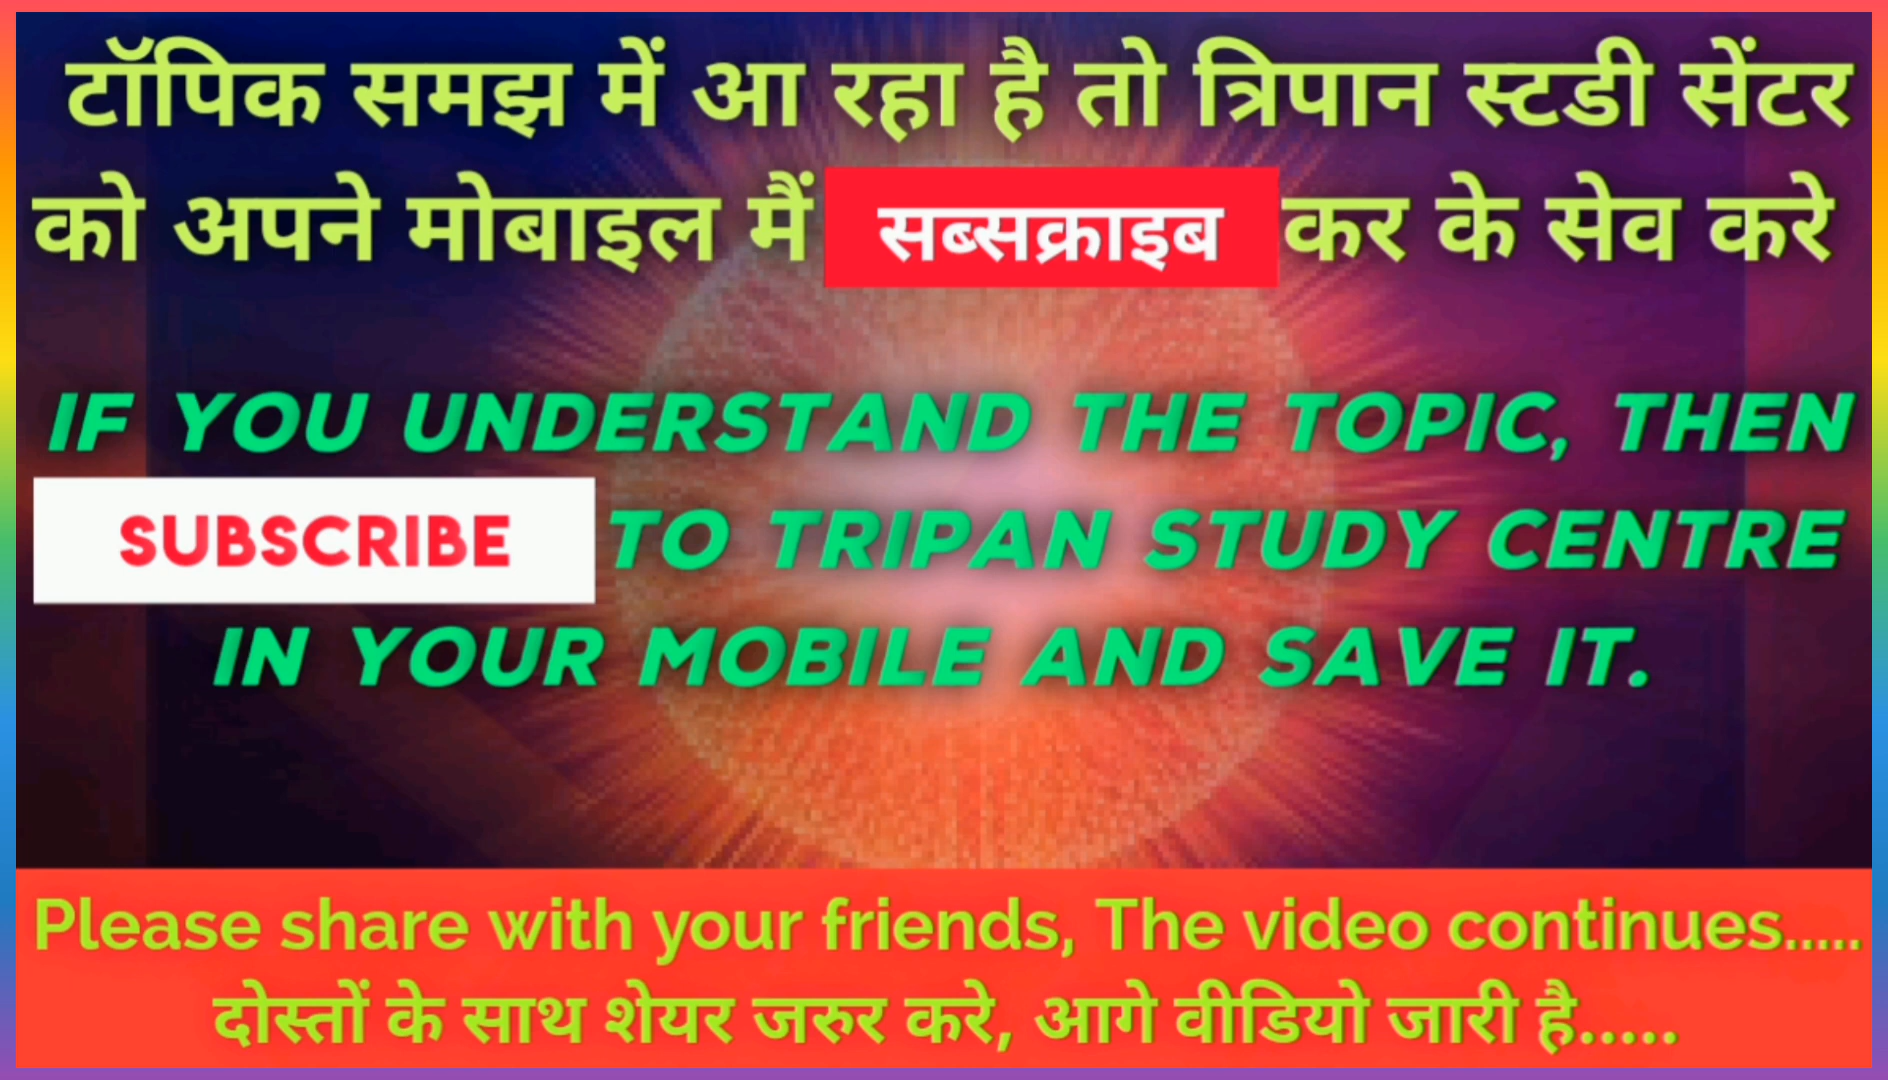 टॉपिक समझ में आ रहा है तो त्रिपान स्टडी सेंटर
को अपने मोबाइल मैं सब्सक्राइब कर के सेव करे
IF YOU UNDERSTAND THE TOPIC, THEN
SUBSCRIBE TO TRIPAN STUDY CENTRE
IN YOUR MOBILE AND SAVE IT.
Please share with your friends, The video continues.....
दोस्तों के साथ शेयर जरुर करे, आगे वीडियो जारी है.....